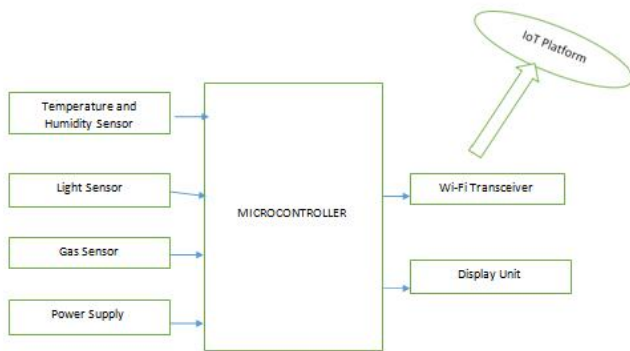 IoT Platform
Temperature and
Humidity Sensor
Light Sensor
Gas Sensor
Power Supply
MICROCONTROLLER
Wi-Fi Transceiver
Display Unit